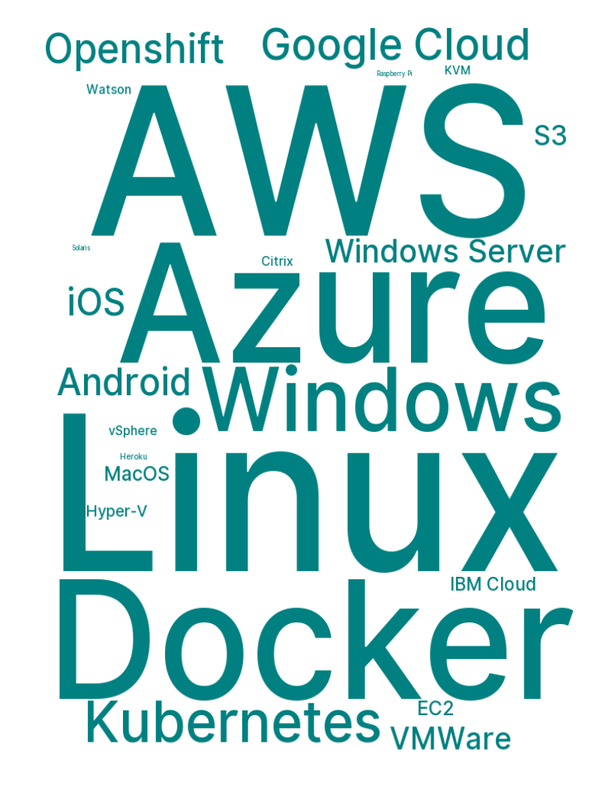 Openshift
Google Cloud
Raspberry Pi
KVM
Watson
AWS
S3
Solaris
Citrix
Windows Server
iOS
Azure
Android
Windows
Linux
vSphere
Heroku
MacOS
Hyper-V
IBM Cloud
Docker
Kubernetes
EC2
VMWare